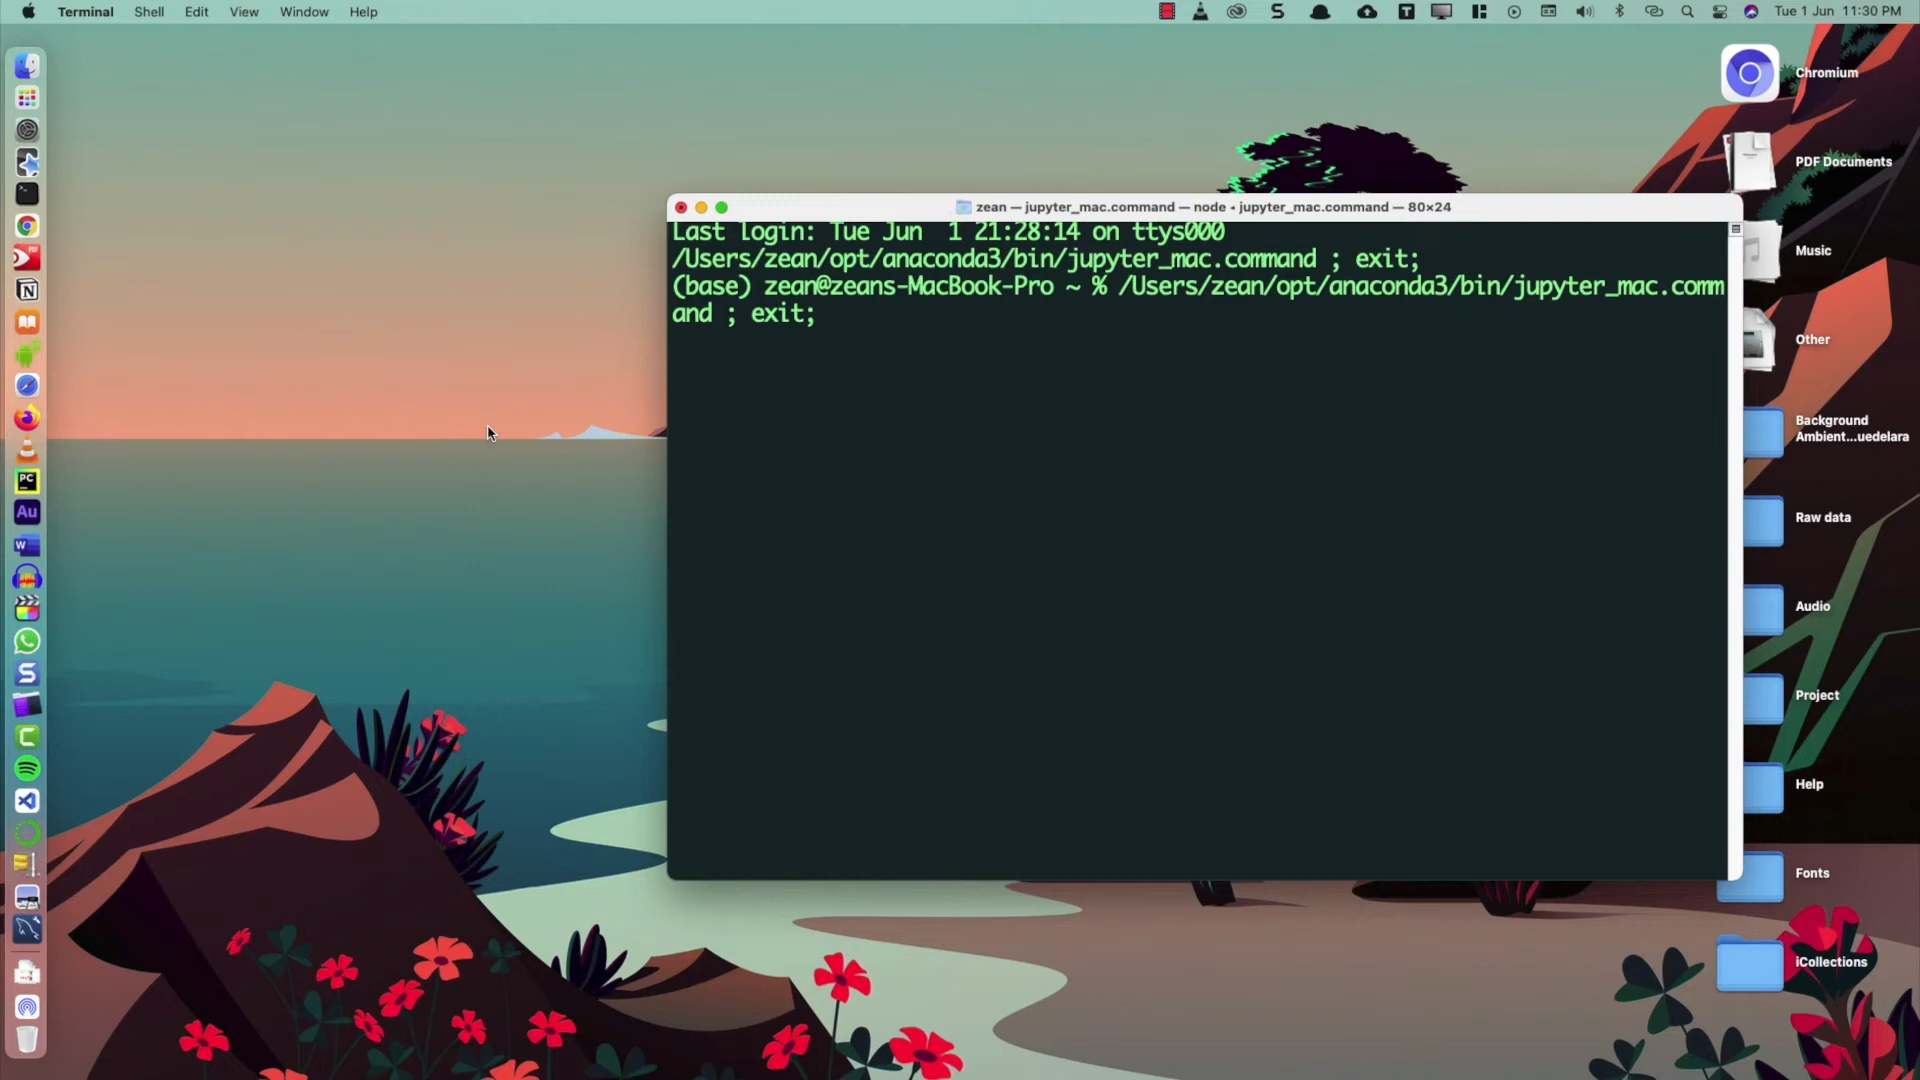 Terminal Shell Edit View Window Help
Tue 1 Jun 11:30 PM
zean — jupyter_mac.command — node ◂ jupyter_mac.command — 80×24
Last login: Tue Jun  1 21:28:14 on ttys000
/Users/zean/opt/anaconda3/bin/jupyter_mac.command ; exit;
(base) zean@zeans-MacBook-Pro ~ % /Users/zean/opt/anaconda3/bin/jupyter_mac.comm
and ; exit;
Chromium
PDF Documents
Music
Other
Background
Ambient...uedelara
Raw data
Audio
Project
Help
Fonts
iCollections
PDF
PC
Au
W